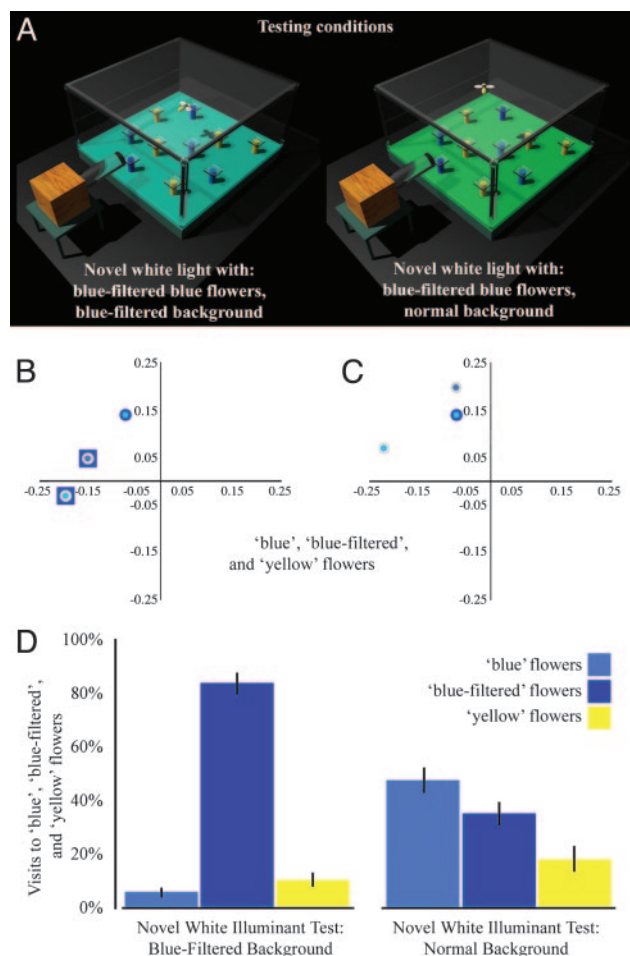 A
Testing conditions
Novel white light with:
blue-filtered blue flowers,
blue-filtered background
Novel white light with:
blue-filtered blue flowers,
normal background
B
0.25
0.15
0.05
-0.25
-0.15
0.05
0.15
0.25
-0.05
-0.15
-0.25
C
0.25
0.15
0.05
-0.25
-0.15
0.05
0.15
0.25
-0.05
-0.15
-0.25
'blue', 'blue-filtered',
and 'yellow' flowers
D
Visits to 'blue', 'blue-filtered',
and 'yellow' flowers
100%
80%
60%
40%
20%
0%
'blue' flowers
'blue-filtered' flowers
'yellow' flowers
Novel White Illuminant Test:
Blue-Filtered Background
Novel White Illuminant Test:
Normal Background